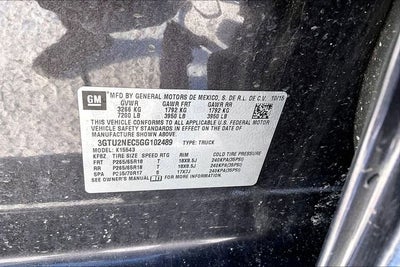 GM
MFD BY GENERAL MOTORS DE MEXICO, S. DE R.L. DE C.V. 10/15
GVWR GAWR FRT GAWR RR
3266 KG 1792 KG 1792 KG
7200 LB 3950 LB 3950 LB
THIS VEHICLE CONFORMS TO ALL APPLICABLE U.S.
FEDERAL MOTOR VEHICLE SAFETY
STANDARDS IN EFFECT ON THE DATE OF MANUFACTURE SHOWN ABOVE.
3GTU2NEC5GG102489 TYPE: TRUCK
MODEL: K15543
TIRE SIZE RIM COLD TIRE PRESSURE
FRT P265/65R18 T 18X8.5J 240KPA(35PSI)
RR P265/65R18 T 18X8.5J 240KPA(35PSI)
SPA 17X7J 240KPA(35PSI)
SEE OWNER'S MANUAL FOR MORE INFORMATION.